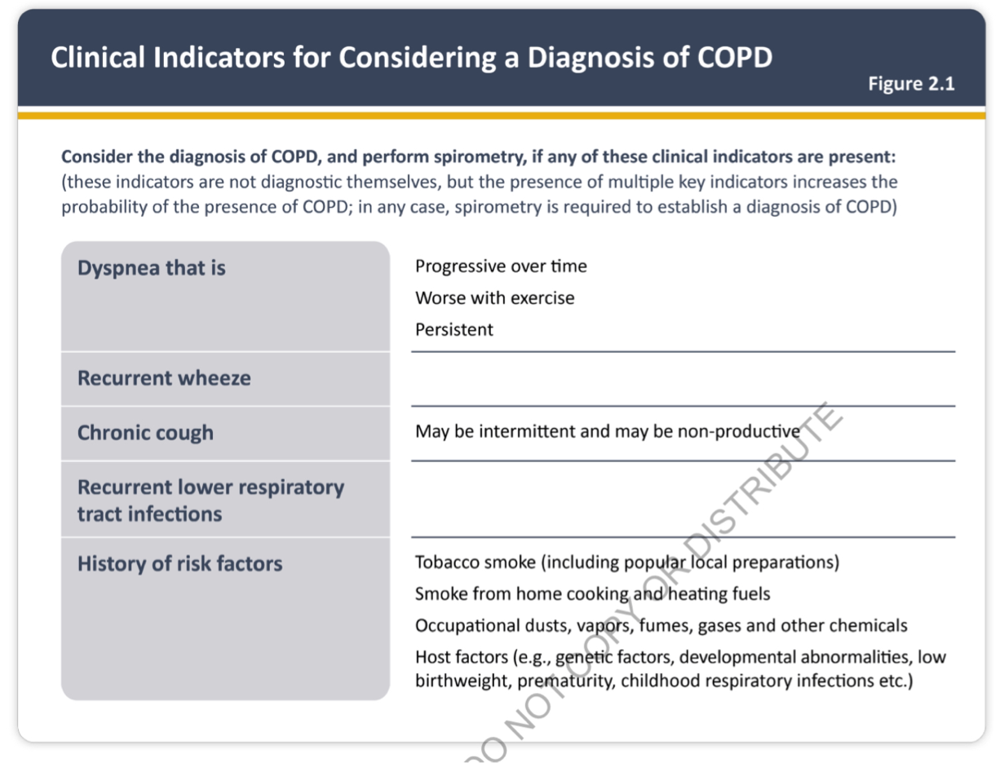 Clinical Indicators for Considering a Diagnosis of COPD
Figure 2.1
Consider the diagnosis of COPD, and perform spirometry, if any of these clinical indicators are present:
(these indicators are not diagnostic themselves, but the presence of multiple key indicators increases the
probability of the presence of COPD; in any case, spirometry is required to establish a diagnosis of COPD)
Dyspnea that is
Progressive over time
Worse with exercise
Persistent
Recurrent wheeze
Chronic cough
May be intermittent and may be non-productive
Recurrent lower respiratory
tract infections
History of risk factors
Tobacco smoke (including popular local preparations)
Smoke from home cooking and heating fuels
Occupational dusts, vapors, fumes, gases and other chemicals
Host factors (e.g., genetic factors, developmental abnormalities, low
birthweight, prematurity, childhood respiratory infections etc.)
DO NOT COPY OR DISTRIBUTE